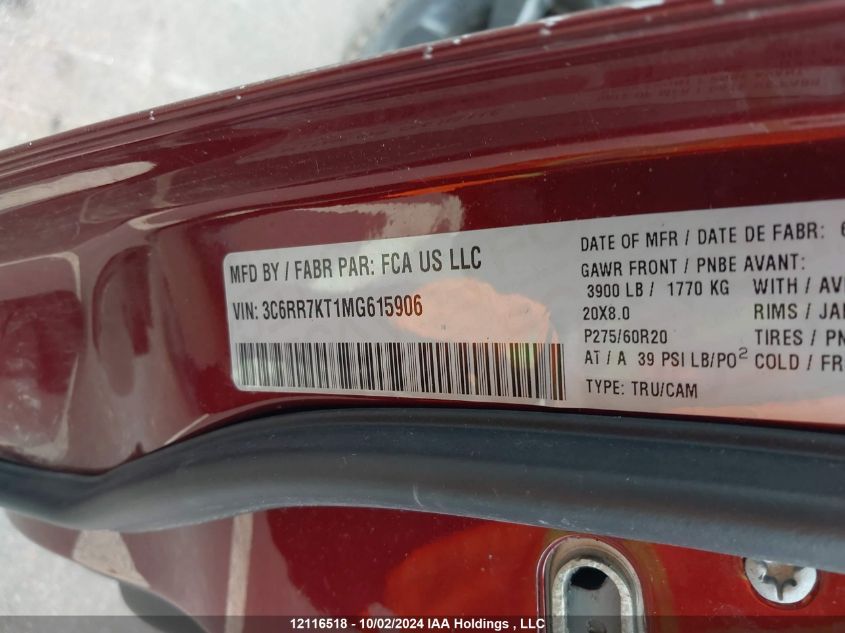 MFD BY / FABR PAR: FCA US LLC
VIN: 3C6RR7KT1MG615906
DATE OF MFR / DATE DE FABR: 6
GAWR FRONT / PNBE AVANT:
3900 LB / 1770 KG WITH / AV
20X8.0 RIMS / JA
P275/60R20 TIRES / PN
AT / A 39 PSI LB/PO² COLD / FR
TYPE: TRU/CAM
12116518 - 10/02/2024 IAA Holdings , LLC